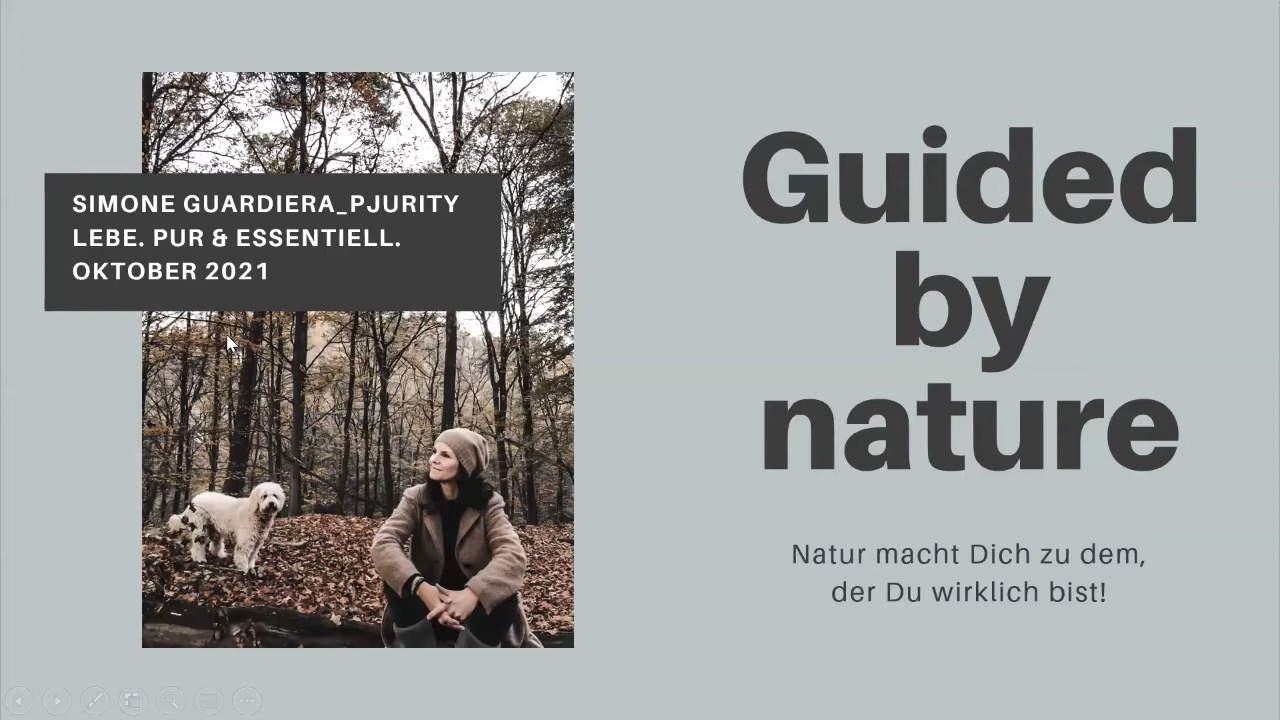 SIMONE GUARDIERA_PJURITY
LEBE. PUR & ESSENTIELL.
OKTOBER 2021
Guided
by
nature
Natur macht Dich zu dem,
der Du wirklich bist!